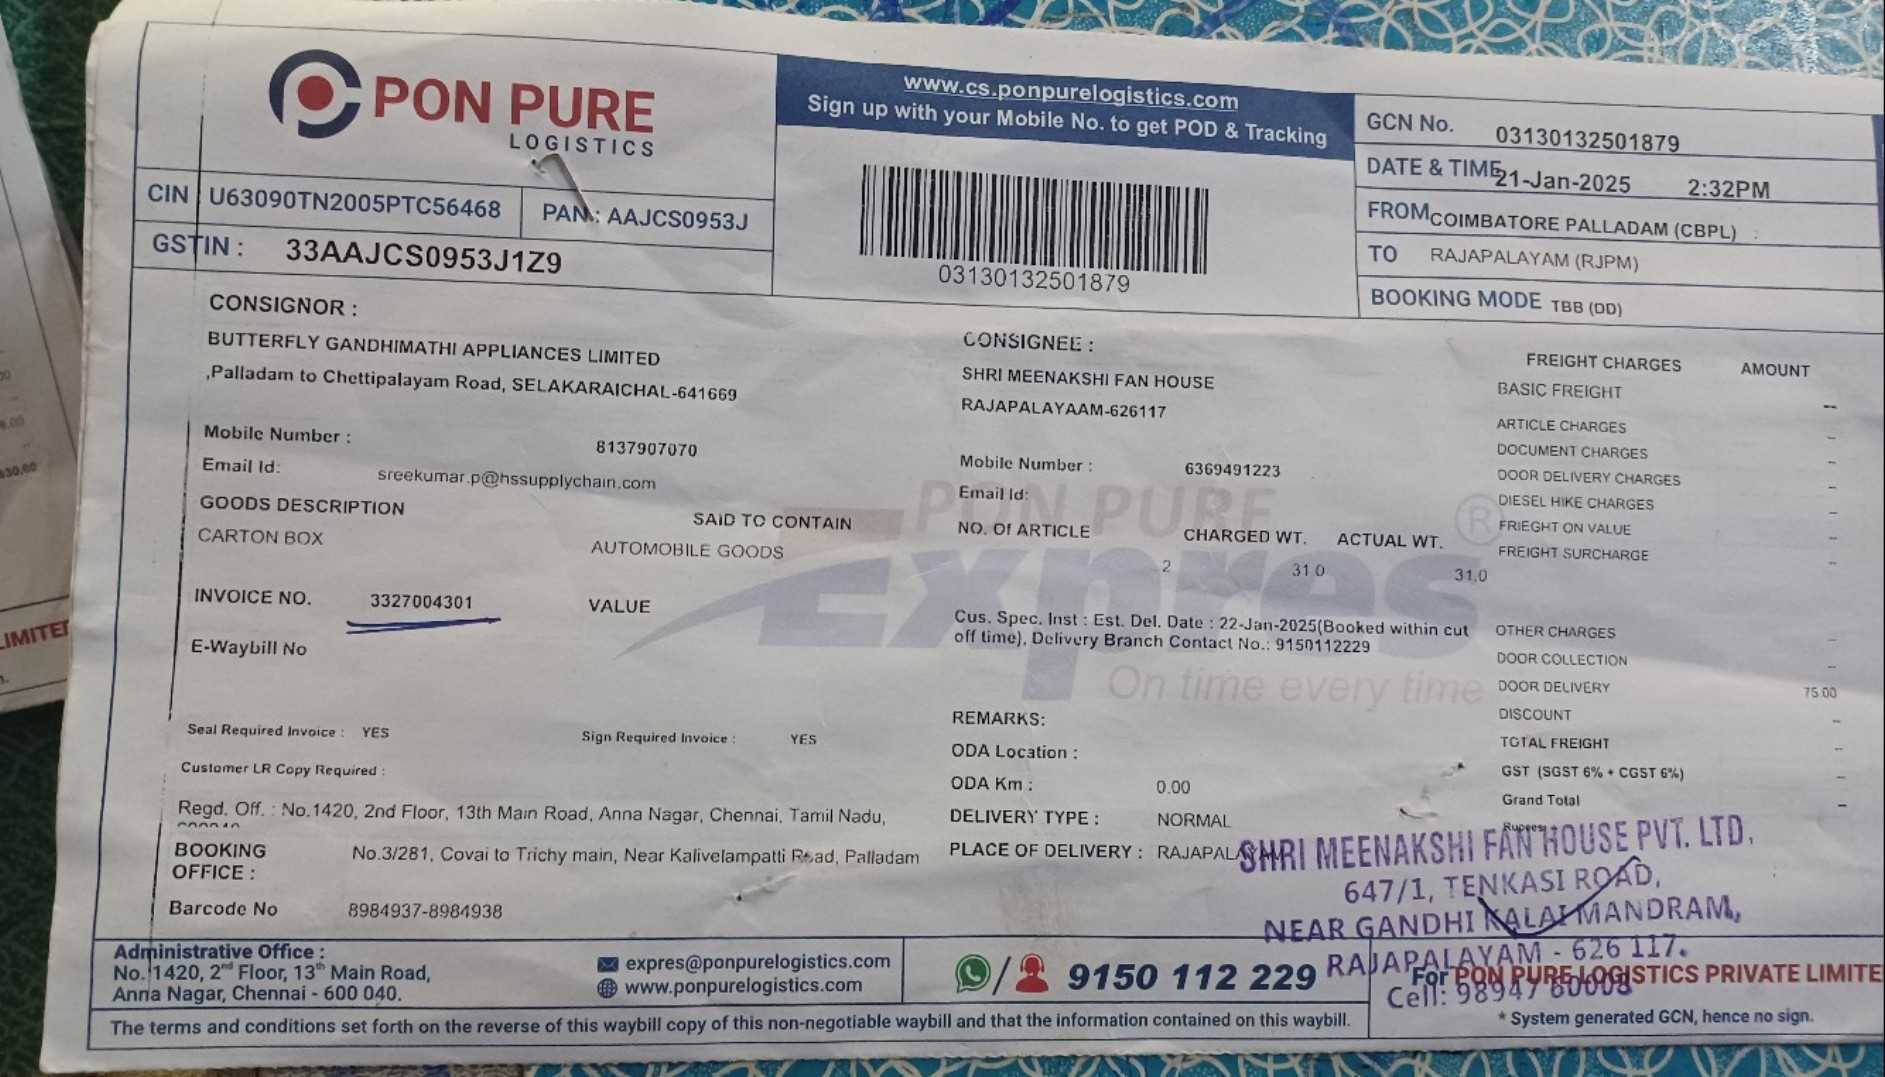 PON PURE
LOGISTICS
CIN U63090TN2005PTC56468
PAN : AAJCS0953J
GSTIN : 33AAJCS0953J1Z9
www.cs.ponpurelogistics.com
Sign up with your Mobile No. to get POD & Tracking
03130132501879
GCN No. 03130132501879
DATE & TIME 21-Jan-2025 2:32PM
FROM COIMBATORE PALLADAM (CBPL) :
TO RAJAPALAYAM (RJPM)
BOOKING MODE TBB (DD)
CONSIGNOR :
BUTTERFLY GANDHIMATHI APPLIANCES LIMITED
,Palladam to Chettipalayam Road, SELAKARAICHAL-641669
Mobile Number : 8137907070
Email Id: sreekumar.p@hssupplychain.com
GOODS DESCRIPTION SAID TO CONTAIN
CARTON BOX AUTOMOBILE GOODS
INVOICE NO. 3327004301 VALUE
E-Waybill No
Seal Required Invoice : YES Sign Required Invoice : YES
Customer LR Copy Required :
Regd. Off. : No.1420, 2nd Floor, 13th Main Road, Anna Nagar, Chennai, Tamil Nadu,
BOOKING
OFFICE : No.3/281, Covai to Trichy main, Near Kalivelampatti Road, Palladam
Barcode No 8984937-8984938
CONSIGNEE :
SHRI MEENAKSHI FAN HOUSE
RAJAPALAYAAM-626117
Mobile Number : 6369491223
Email Id:
NO. Of ARTICLE CHARGED WT. ACTUAL WT.
2 31.0 31.0
PON PURE
Expres ®
On time every time
Cus. Spec. Inst : Est. Del. Date : 22-Jan-2025(Booked within cut
off time), Delivery Branch Contact No.: 9150112229
REMARKS:
ODA Location :
ODA Km : 0.00
DELIVERY TYPE : NORMAL
PLACE OF DELIVERY :
FREIGHT CHARGES AMOUNT
BASIC FREIGHT --
ARTICLE CHARGES --
DOCUMENT CHARGES --
DOOR DELIVERY CHARGES --
DIESEL HIKE CHARGES --
FRIEGHT ON VALUE --
FREIGHT SURCHARGE --
OTHER CHARGES --
DOOR COLLECTION --
DOOR DELIVERY 75.00
DISCOUNT --
TOTAL FREIGHT --
GST (SGST 6% + CGST 6%) --
Grand Total --
Rupees
SHRI MEENAKSHI FAN HOUSE PVT. LTD.
647/1, TENKASI ROAD,
NEAR GANDHI KALAI MANDRAM,
RAJAPALAYAM - 626 117.
Cell: 98947 60008
Administrative Office :
No. 1420, 2nd Floor, 13th Main Road,
Anna Nagar, Chennai - 600 040.
expres@ponpurelogistics.com
www.ponpurelogistics.com
/ 9150 112 229
For PON PURE LOGISTICS PRIVATE LIMITE
* System generated GCN, hence no sign.
The terms and conditions set forth on the reverse of this waybill copy of this non-negotiable waybill and that the information contained on this waybill.